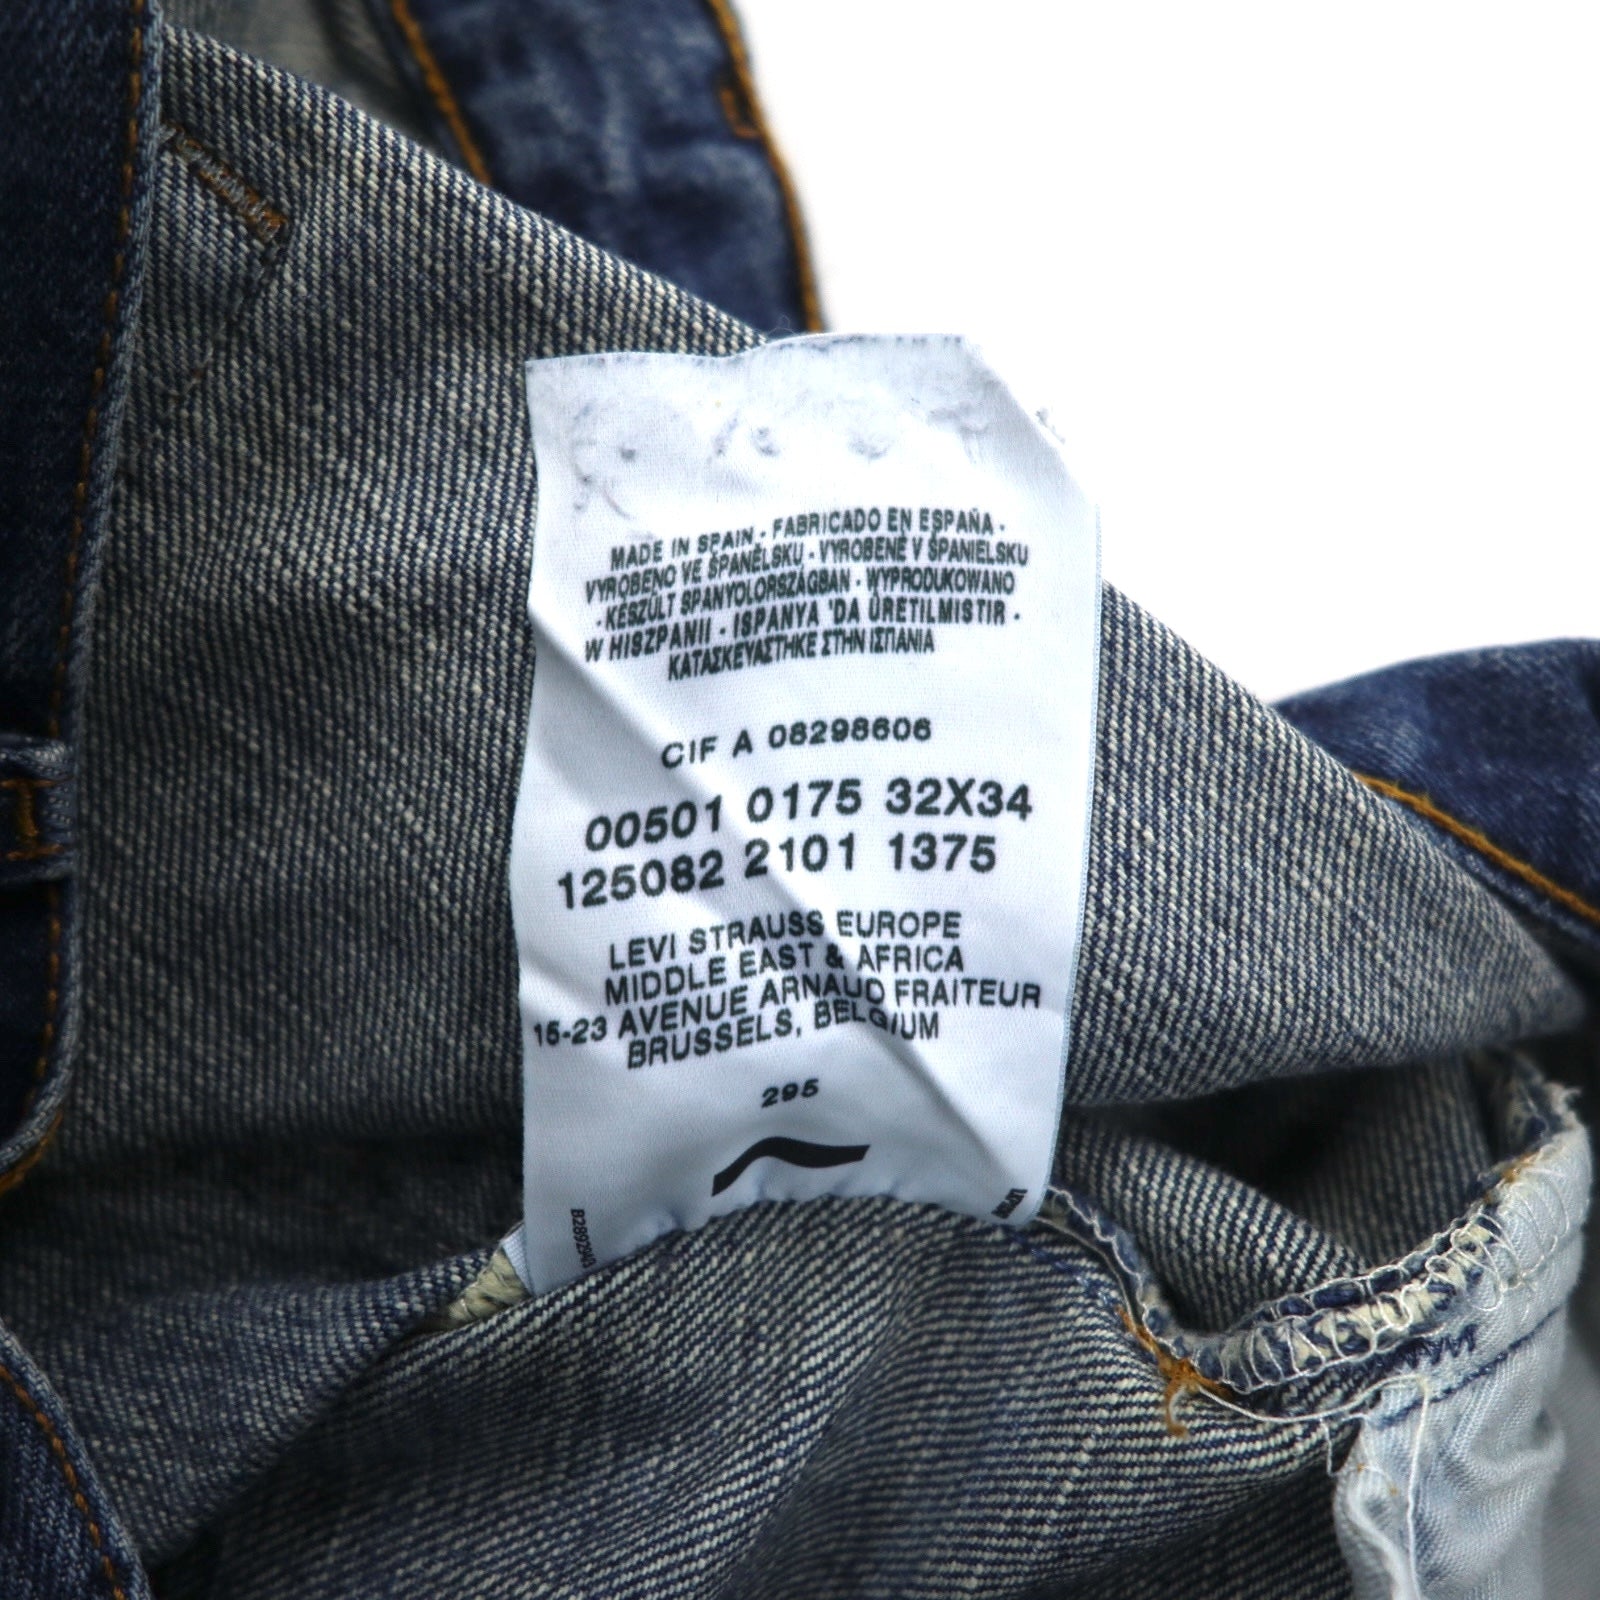 MADE IN SPAIN - FABRICADO EN ESPAÑA -
VYROBENO VE ŠPANĚLSKU - VYROBENÉ V ŠPANIELSKU
- KÉSZÜLT SPANYOLORSZÁGBAN - WYPRODUKOWANO
W HISZPANII - ISPANYA 'DA ÜRETILMISTIR -
ΚΑΤΑΣΚΕΥΑΣΤΗΚΕ ΣΤΗΝ ΙΣΠΑΝΙΑ
CIF A 08298606
00501 0175 32X34
125082 2101 1375
LEVI STRAUSS EUROPE
MIDDLE EAST & AFRICA
15-23 AVENUE ARNAUD FRAITEUR
BRUSSELS, BELGIUM
295